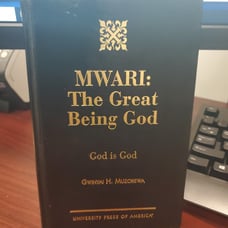 MWARI:
The Great
Being God
God is God
GWINYAI H. MUZOREWA
UNIVERSITY PRESS OF AMERICA®